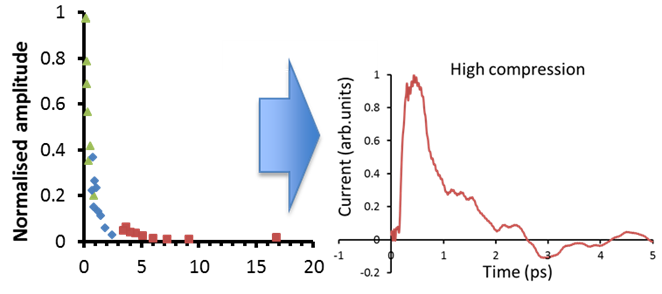 Normalised amplitude
1
0.8
0.6
0.4
0.2
0
0 5 10 15 20
High compression
Current (arb.units)
1
0.8
0.6
0.4
0.2
0
-0.2
-1 0 1 2 3 4 5
Time (ps)